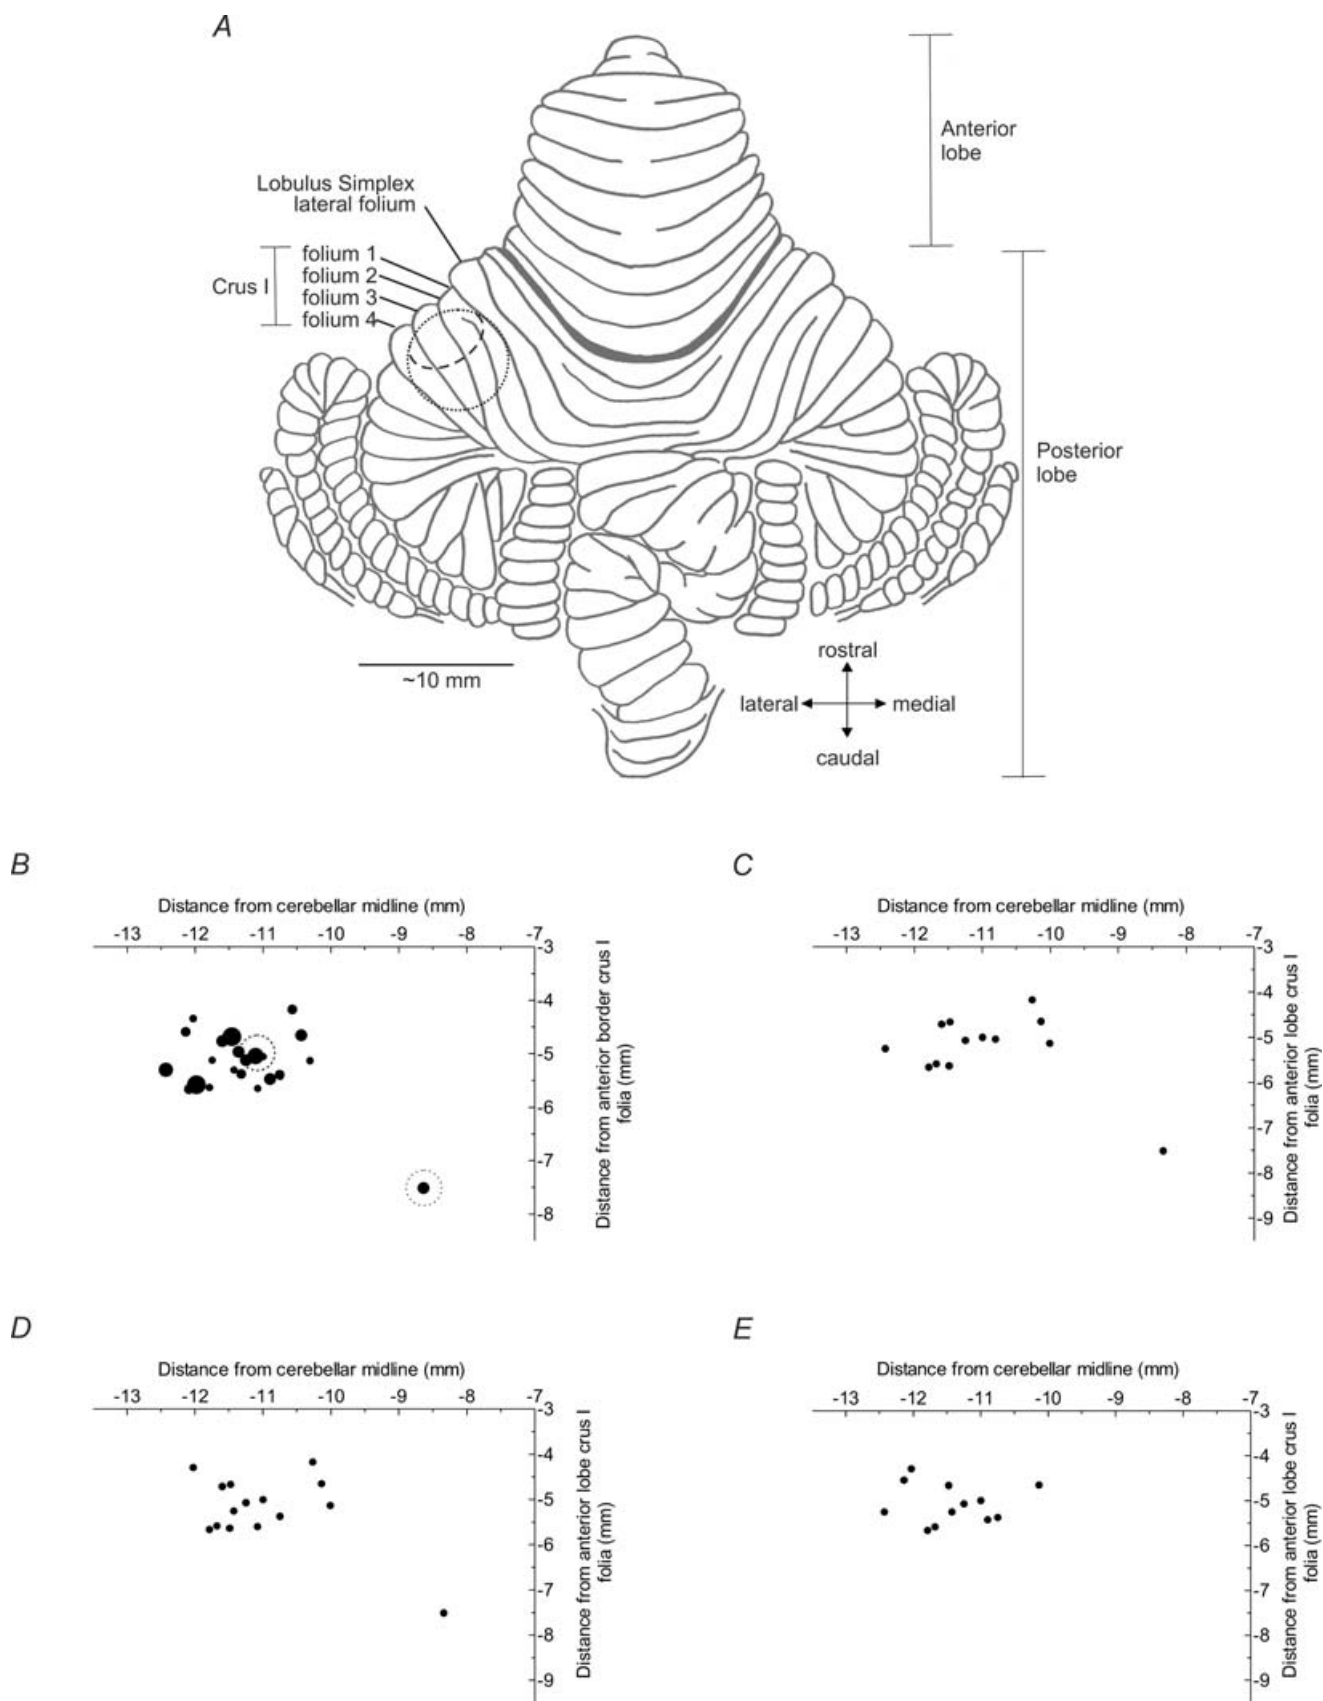 A
Anterior
lobe
Lobulus Simplex
lateral folium
folium 1
folium 2
Crus I
folium 3
folium 4
Posterior
lobe
~10 mm
rostral
lateral
medial
caudal
B
Distance from cerebellar midline (mm)
-13 -12 -11 -10 -9 -8 -7
-3
-4
-5
-6
-7
-8
Distance from anterior border crus I
folia (mm)
C
Distance from cerebellar midline (mm)
-13 -12 -11 -10 -9 -8 -7
-3
-4
-5
-6
-7
-8
-9
Distance from anterior lobe crus I
folia (mm)
D
Distance from cerebellar midline (mm)
-13 -12 -11 -10 -9 -8 -7
-3
-4
-5
-6
-7
-8
-9
Distance from anterior lobe crus I
folia (mm)
E
Distance from cerebellar midline (mm)
-13 -12 -11 -10 -9 -8 -7
-3
-4
-5
-6
-7
-8
-9
Distance from anterior lobe crus I
folia (mm)